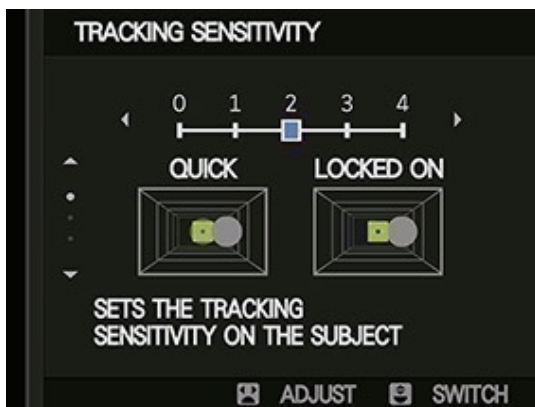 TRACKING SENSITIVITY
0 1 2 3 4
QUICK LOCKED ON
SETS THE TRACKING
SENSITIVITY ON THE SUBJECT
ADJUST SWITCH